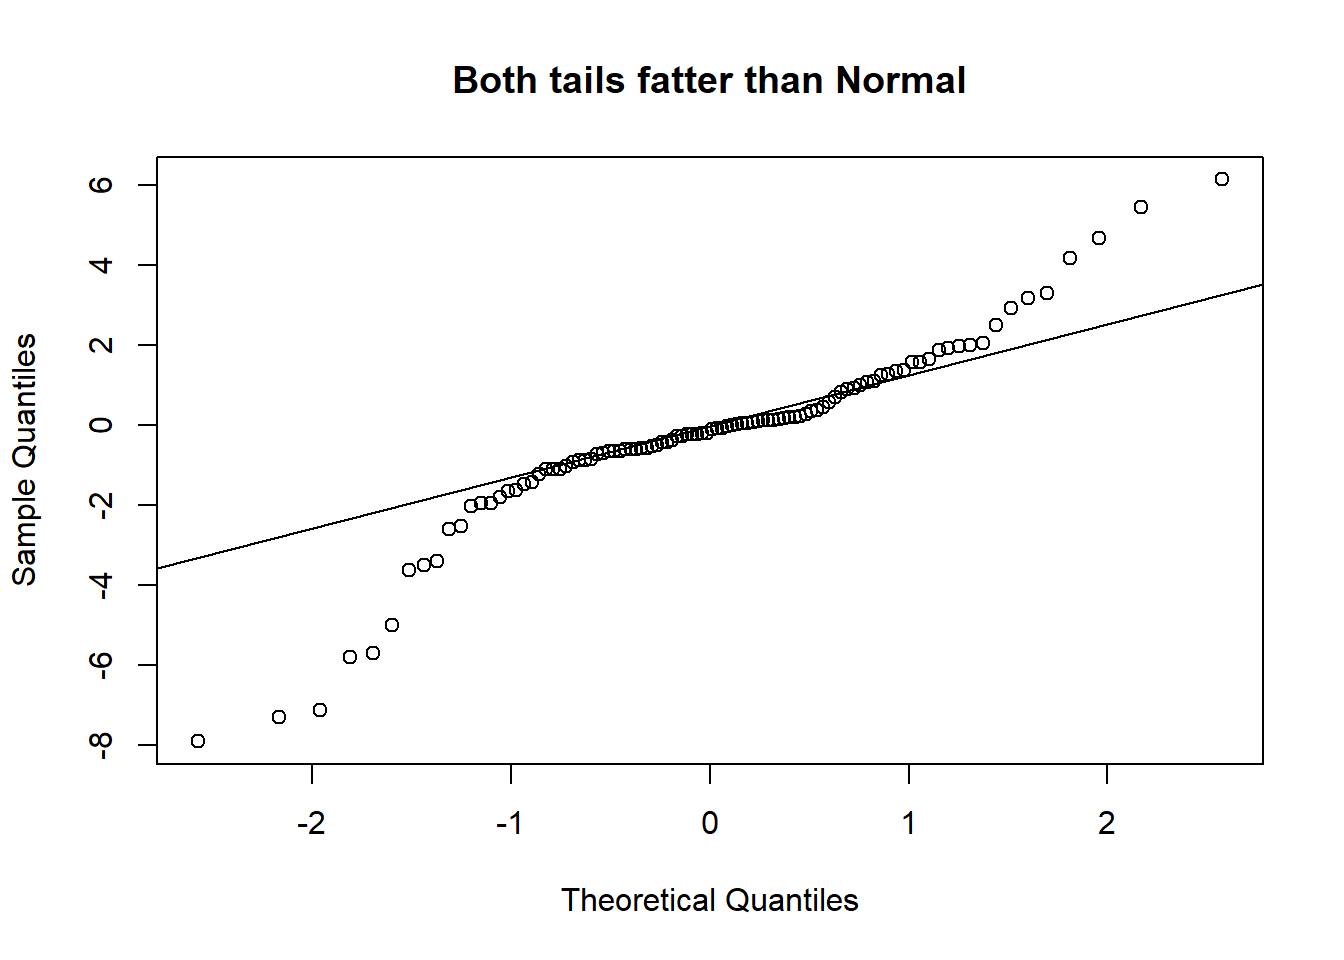 Both tails fatter than Normal
Sample Quantiles
6
4
2
0
-2
-4
-6
-8
-2 -1 0 1 2
Theoretical Quantiles